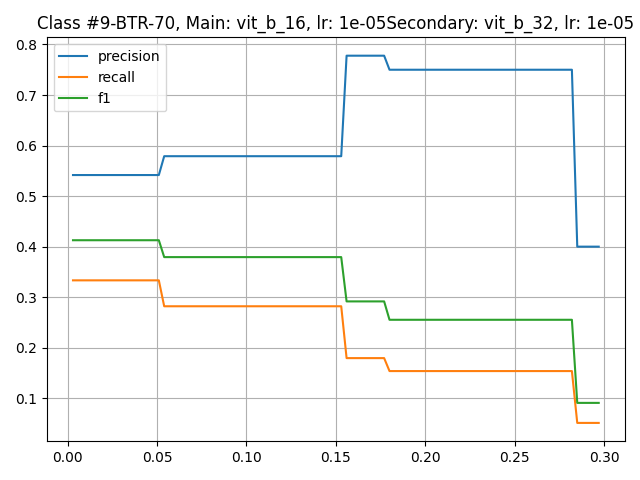 Class #9-BTR-70, Main: vit_b_16, lr: 1e-05Secondary: vit_b_32, lr: 1e-05
precision
recall
f1
0.8
0.7
0.6
0.5
0.4
0.3
0.2
0.1
0.00 0.05 0.10 0.15 0.20 0.25 0.30